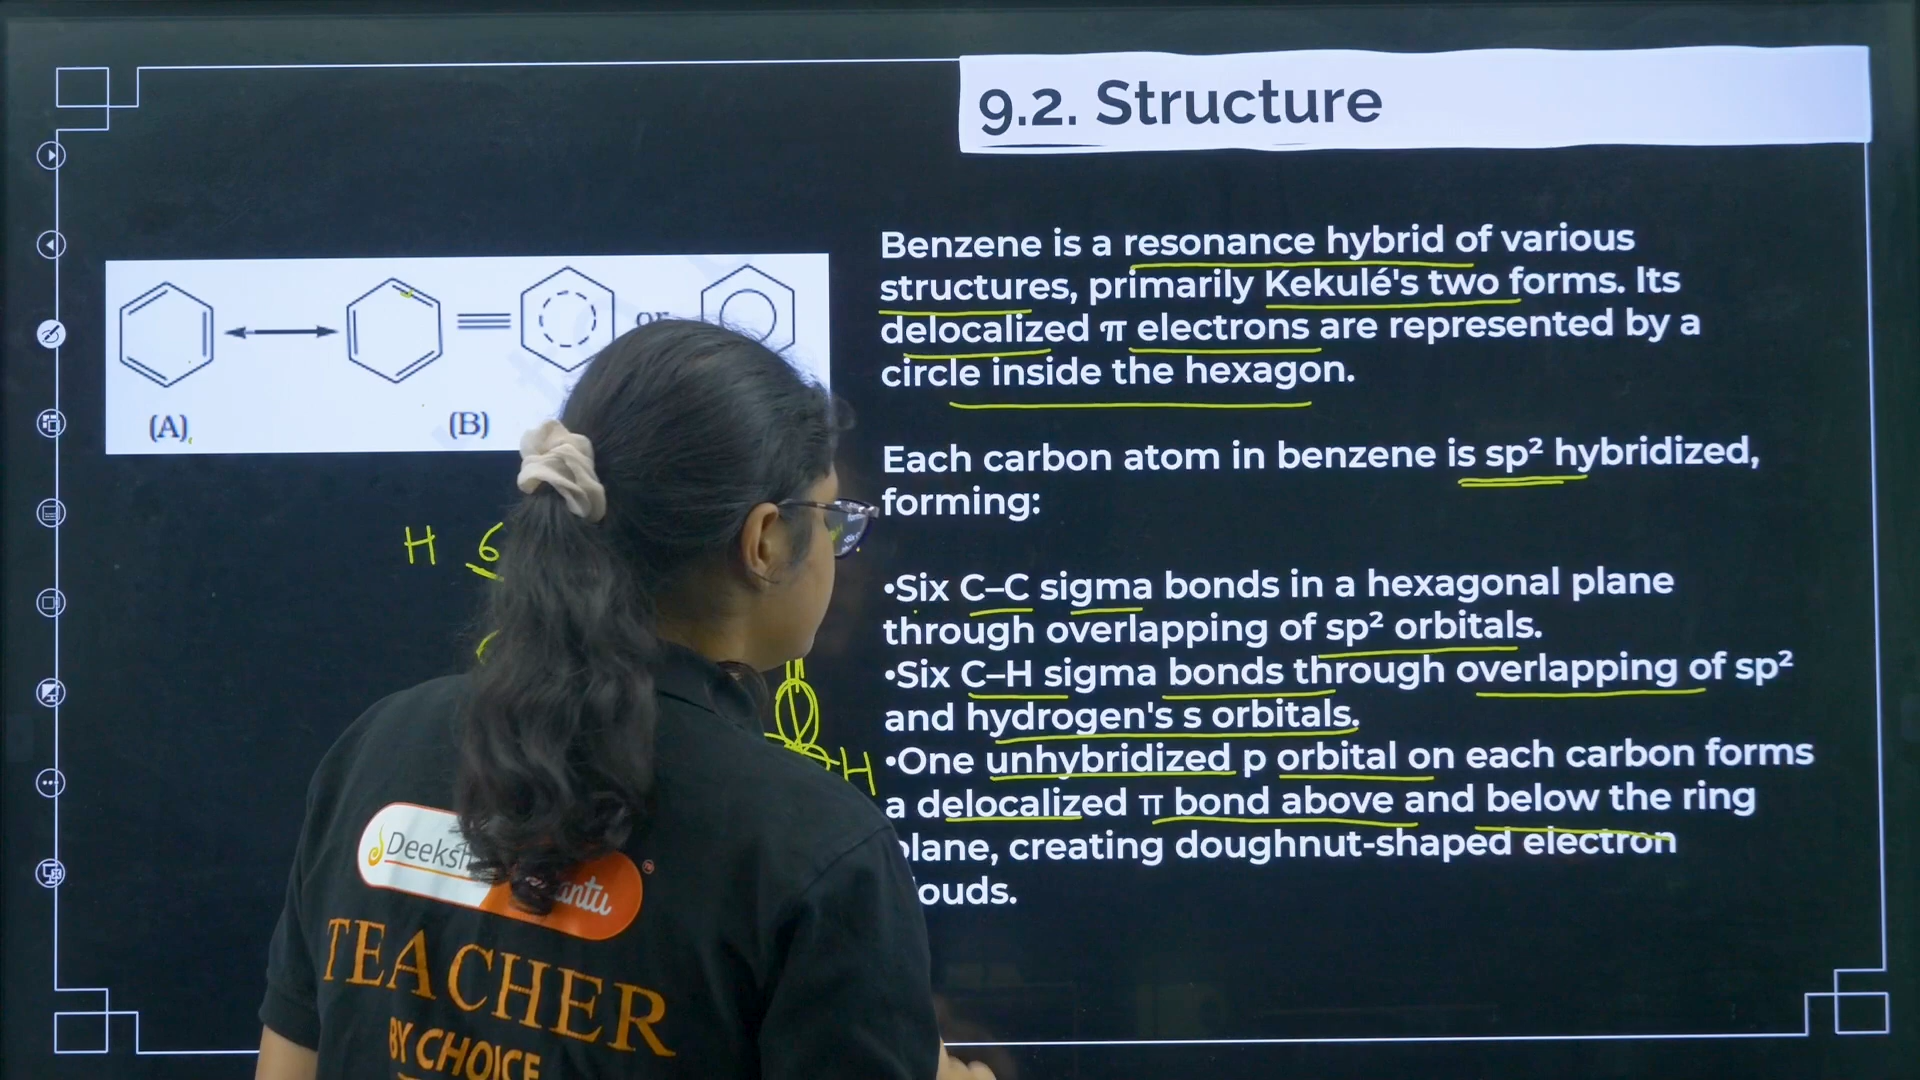 9.2. Structure
Benzene is a resonance hybrid of various
structures, primarily Kekulé's two forms. Its
delocalized π electrons are represented by a
circle inside the hexagon.
Each carbon atom in benzene is sp² hybridized,
forming:
•Six C–C sigma bonds in a hexagonal plane
through overlapping of sp² orbitals.
•Six C–H sigma bonds through overlapping of sp²
and hydrogen's s orbitals.
•One unhybridized p orbital on each carbon forms
a delocalized π bond above and below the ring
plane, creating doughnut-shaped electron
or
(A)
(B)
H 6
H
TEACHER
BY CHOICE